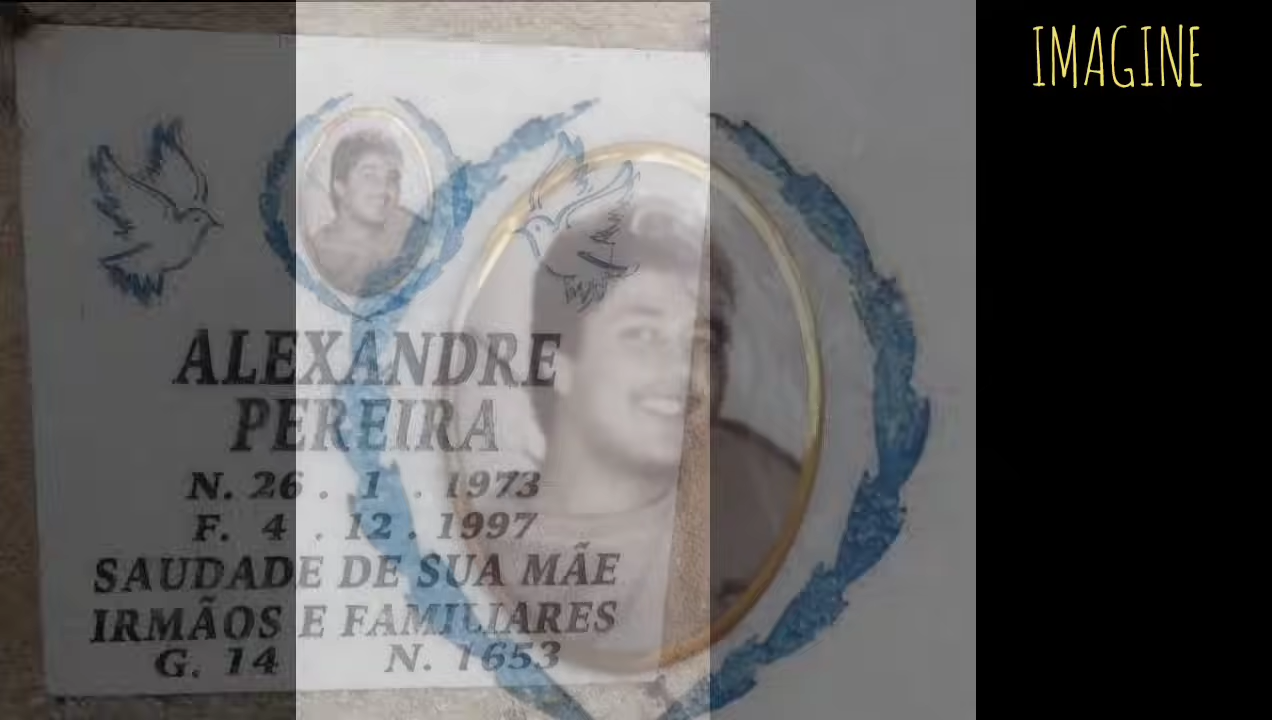 IMAGINE
ALEXANDRE
PEREIRA
N. 26 . 1 . 1973
F. 4 . 12 . 1997
SAUDADE DE SUA MÃE
IRMÃOS E FAMILIARES
G. 14 N. 1653